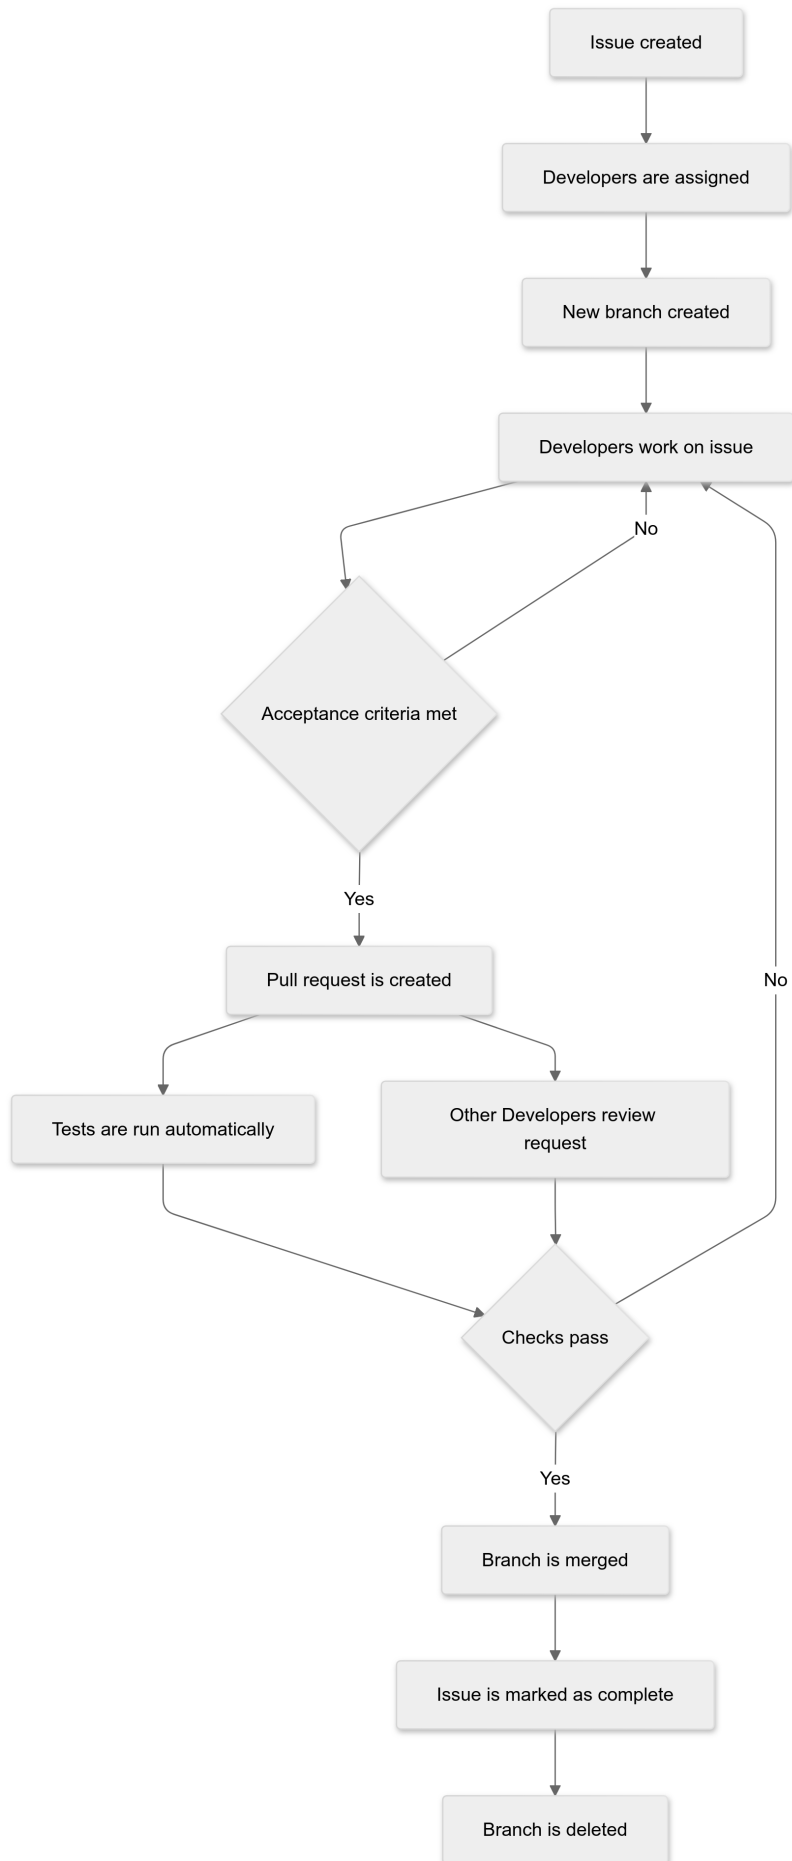 Issue created
Developers are assigned
New branch created
Developers work on issue
No
Acceptance criteria met
Yes
Pull request is created
No
Tests are run automatically
Other Developers review
request
Checks pass
Yes
Branch is merged
Issue is marked as complete
Branch is deleted